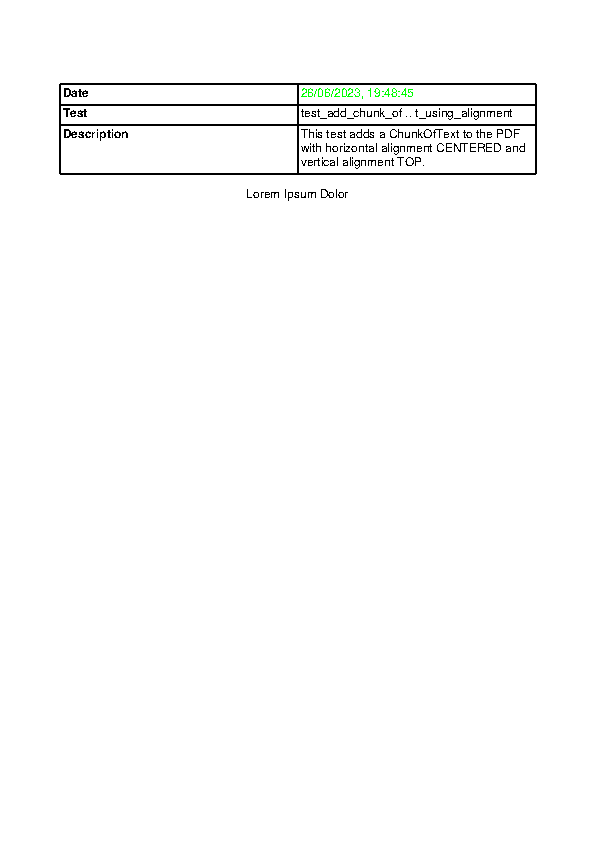 Date 26/06/2023, 19:48:45
Test test_add_chunk_of .. t_using_alignment
Description This test adds a ChunkOfText to the PDF
with horizontal alignment CENTERED and
vertical alignment TOP.
Lorem Ipsum Dolor